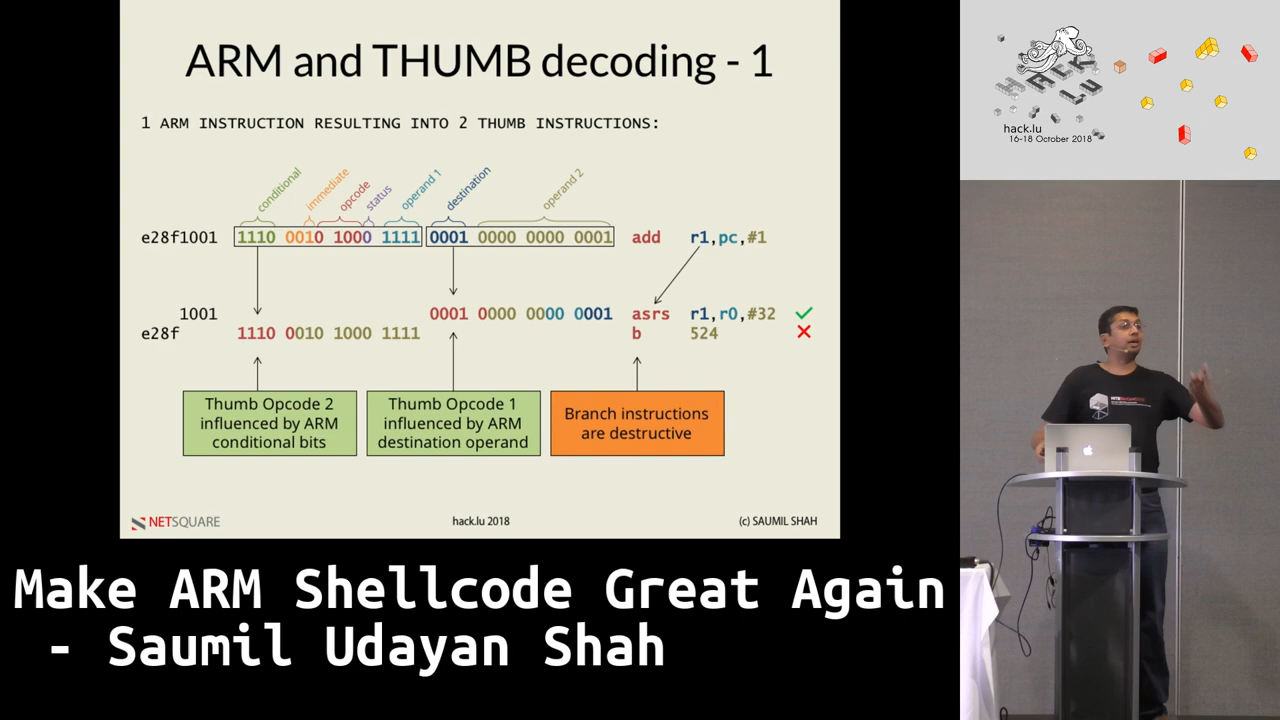 ARM and THUMB decoding - 1
1 ARM INSTRUCTION RESULTING INTO 2 THUMB INSTRUCTIONS:
conditional immediate opcode status operand 1 destination operand 2
e28f1001 1110 0010 1000 1111 0001 0000 0000 0001 add r1,pc,#1
1001 0001 0000 0000 0001 asrs r1,r0,#32
e28f 1110 0010 1000 1111 b 524
Thumb Opcode 2
influenced by ARM
conditional bits
Thumb Opcode 1
influenced by ARM
destination operand
Branch instructions
are destructive
NETSQUARE hack.lu 2018 (c) SAUMIL SHAH
Make ARM Shellcode Great Again
- Saumil Udayan Shah
HACK
LU
hack.lu
16-18 October 2018